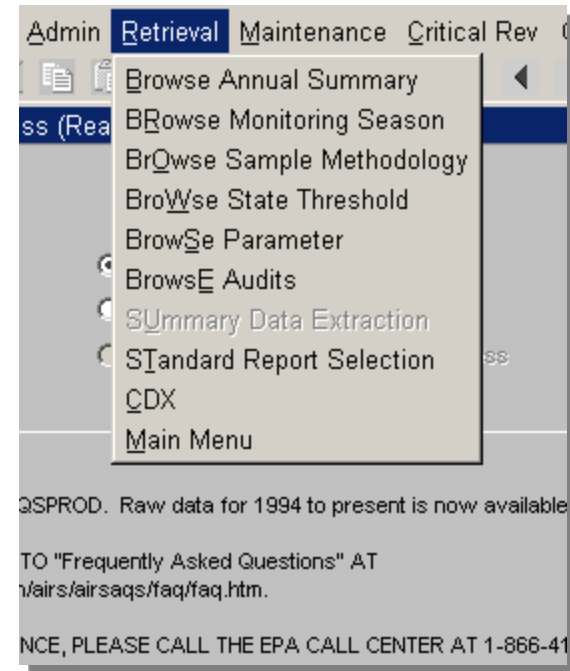 Admin Retrieval Maintenance Critical Rev
Browse Annual Summary
ss (Rea
BROwse Monitoring Season
BrOwse Sample Methodology
BroWse State Threshold
BrowSe Parameter
BrowsE Audits
SUmmary Data Extraction
STandard Report Selection
ss
CDX
Main Menu
QSPROD. Raw data for 1994 to present is now available
TO "Frequently Asked Questions" AT
n/airs/airsaqs/faq/faq.htm.
NCE, PLEASE CALL THE EPA CALL CENTER AT 1-866-41